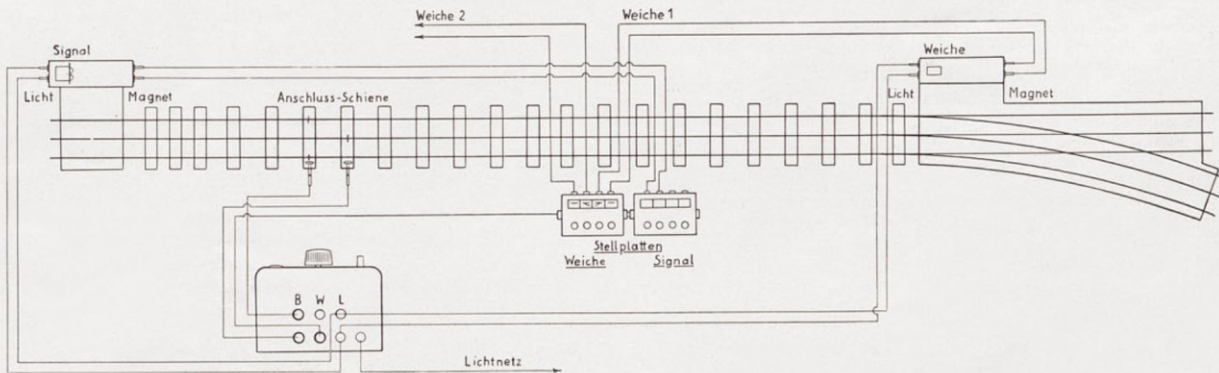 Weiche 2
Weiche 1
Signal
Weiche
Licht
Magnet
Anschluss-Schiene
Licht
Magnet
Stellplatten
Weiche
Signal
B W L
Lichtnetz